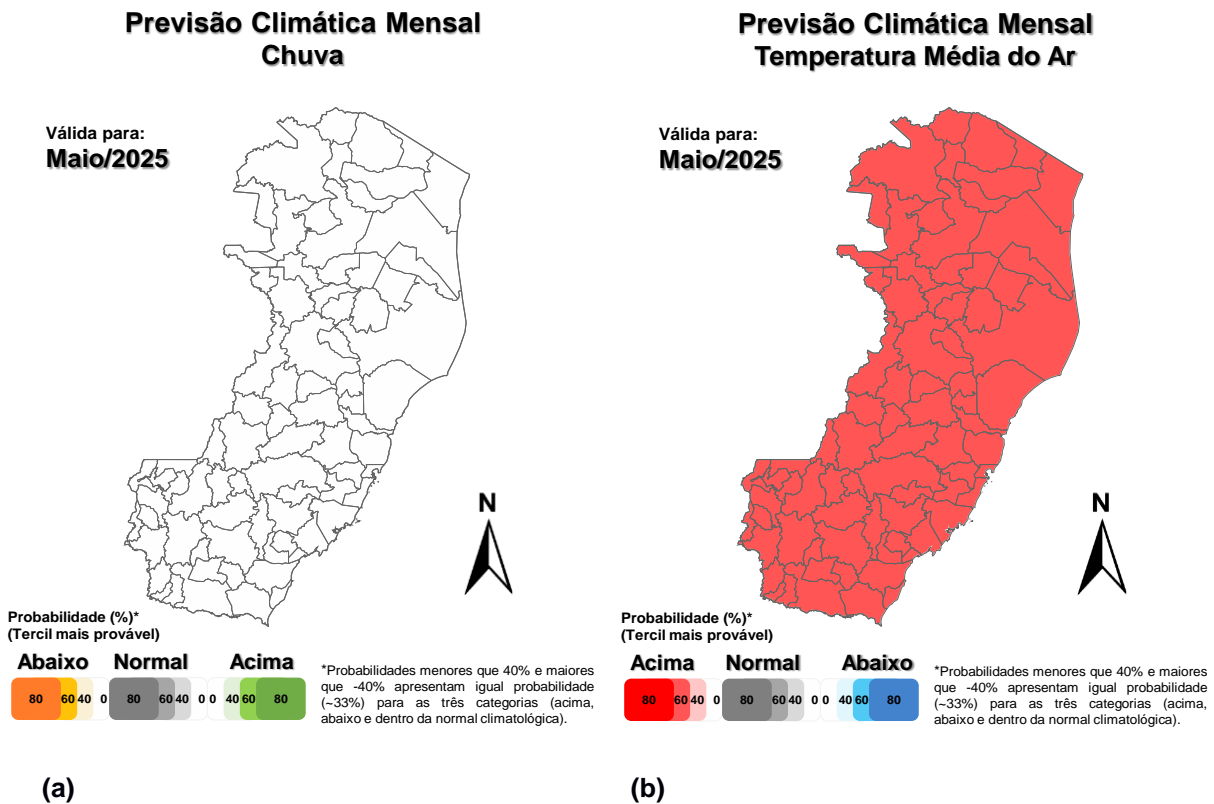 Previsão Climática Mensal
Chuva
Válida para:
Maio/2025
N
Probabilidade (%)*
(Tercil mais provável)
Abaixo Normal Acima
80 60 40 0 80 60 40 0 0 40 60 80
*Probabilidades menores que 40% e maiores
que -40% apresentam igual probabilidade
(~33%) para as três categorias (acima,
abaixo e dentro da normal climatológica).
(a)
Previsão Climática Mensal
Temperatura Média do Ar
Válida para:
Maio/2025
N
Probabilidade (%)*
(Tercil mais provável)
Acima Normal Abaixo
80 60 40 0 80 60 40 0 0 40 60 80
*Probabilidades menores que 40% e maiores
que -40% apresentam igual probabilidade
(~33%) para as três categorias (acima,
abaixo e dentro da normal climatológica).
(b)